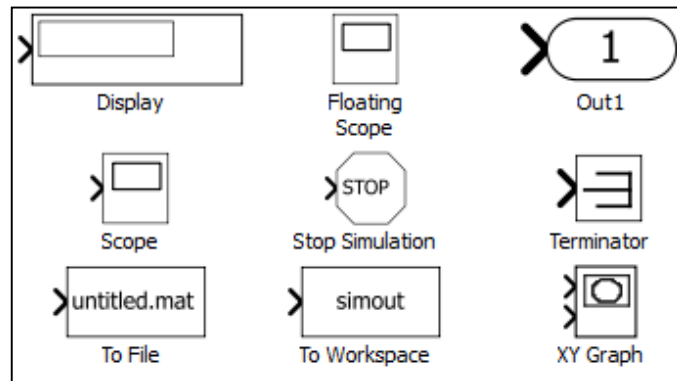 1
Display
Floating
Scope
Out1
STOP
Scope
Stop Simulation
Terminator
untitled.mat
simout
To File
To Workspace
XY Graph